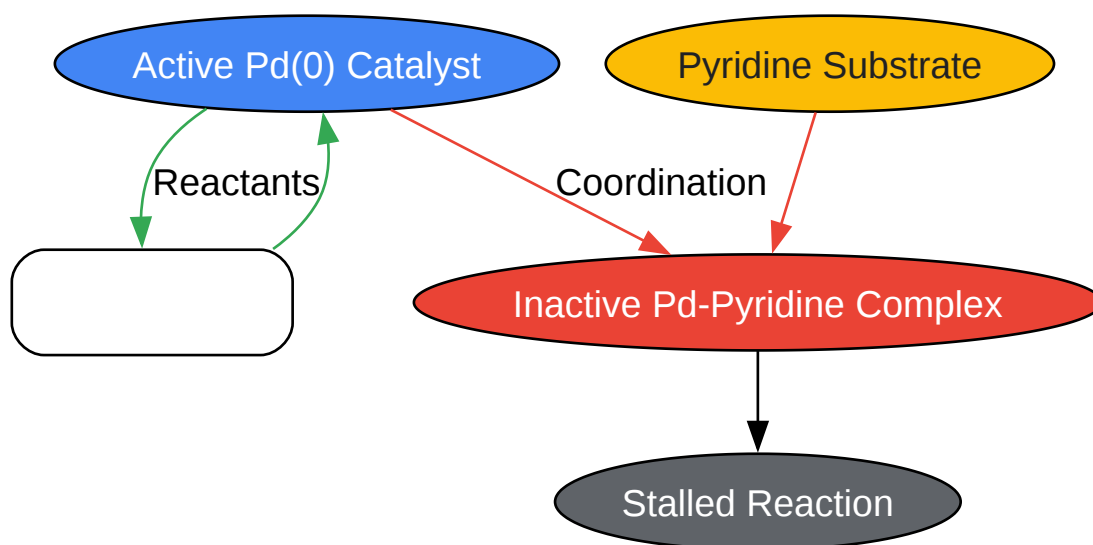 Active Pd(0) Catalyst
Pyridine Substrate
Reactants
Coordination
Inactive Pd-Pyridine Complex
Stalled Reaction